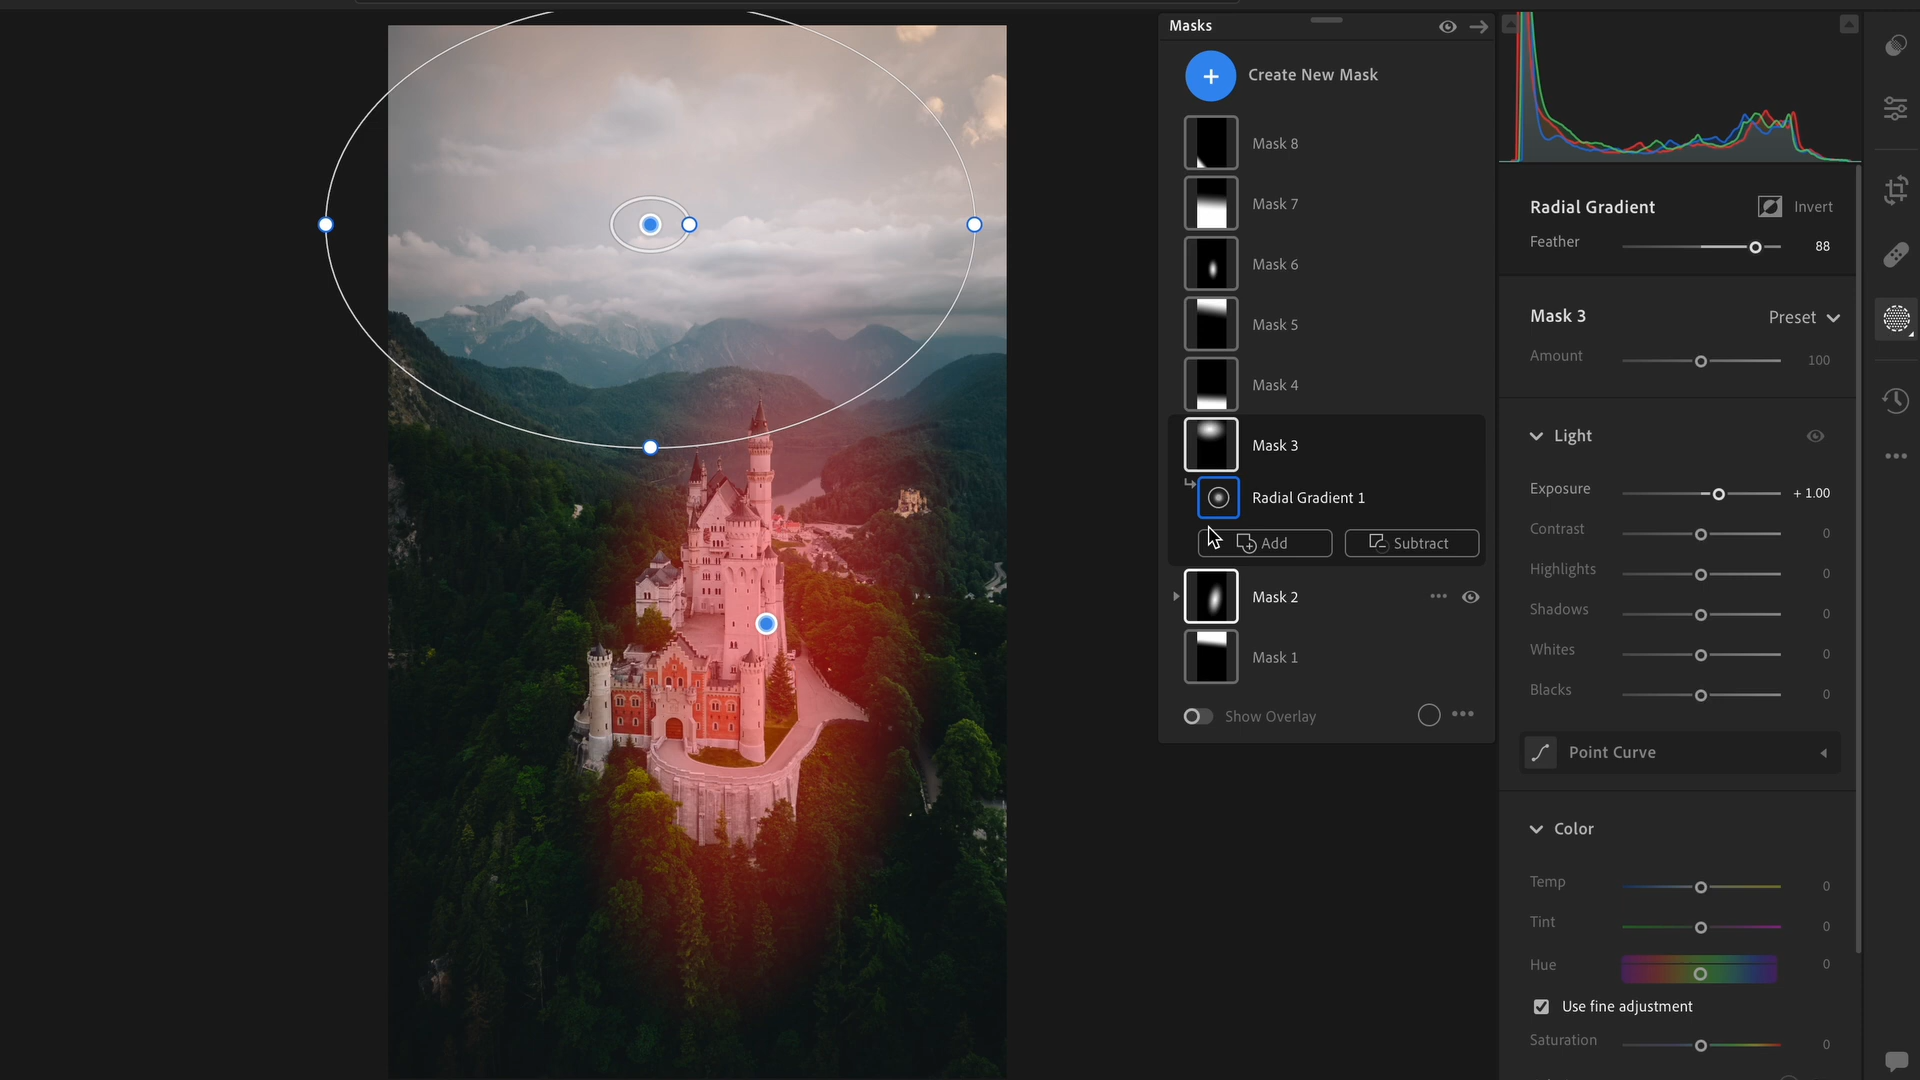 Masks
Create New Mask
Mask 8
Mask 7
Mask 6
Mask 5
Mask 4
Mask 3
Radial Gradient 1
Add Subtract
Mask 2
Mask 1
Show Overlay
Radial Gradient Invert
Feather 88
Mask 3 Preset
Amount 100
Light
Exposure + 1.00
Contrast 0
Highlights 0
Shadows 0
Whites 0
Blacks 0
Point Curve
Color
Temp 0
Tint 0
Hue 0
Use fine adjustment
Saturation 0